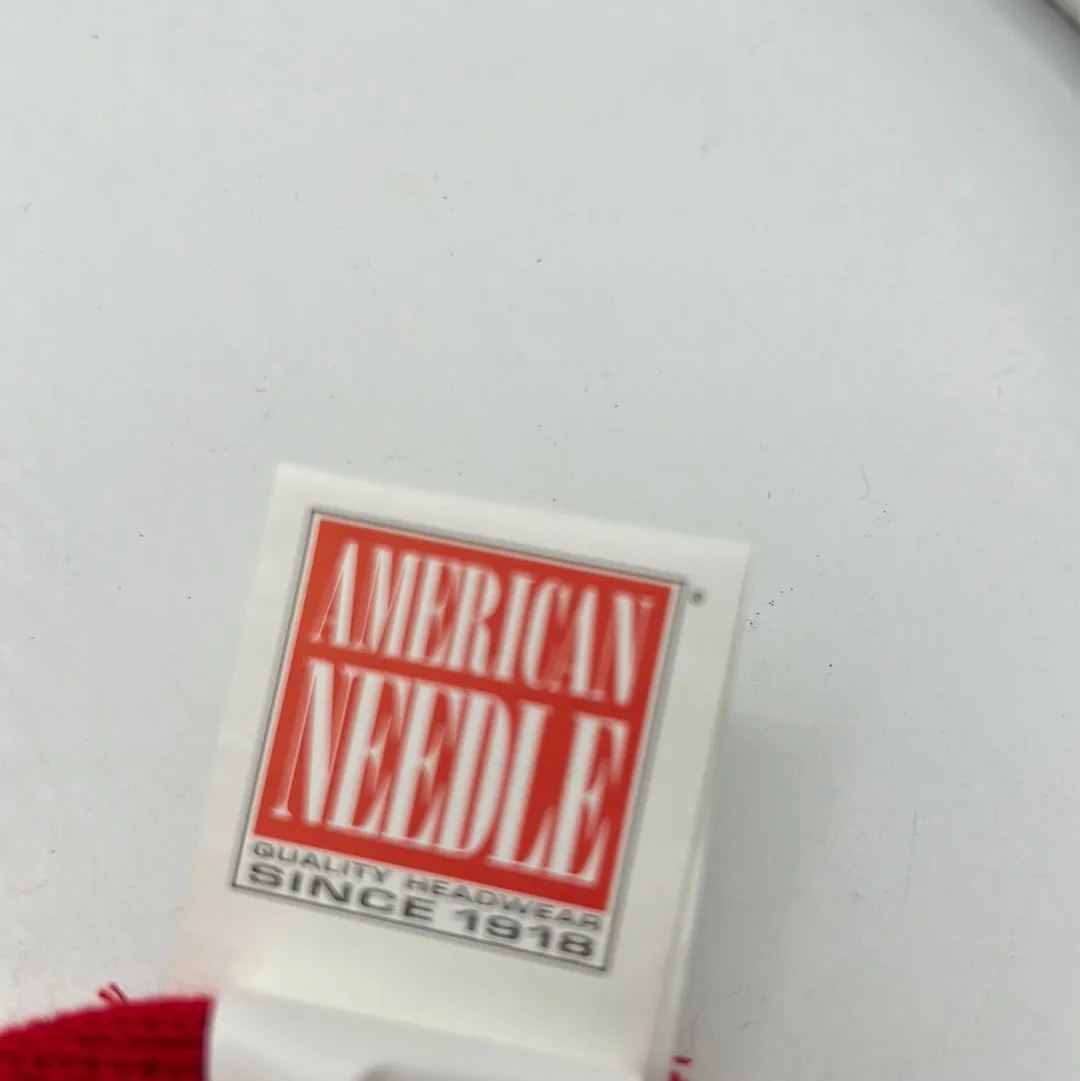 AMERICAN
NEEDLE
QUALITY HEADWEAR
SINCE 1918